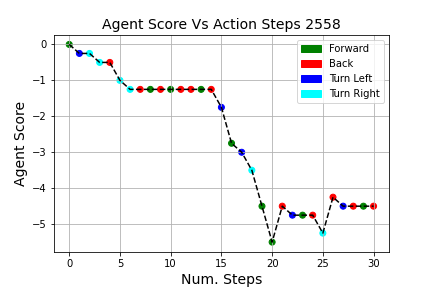 Agent Score Vs Action Steps 2558
Agent Score
0
−1
−2
−3
−4
−5
Forward
Back
Turn Left
Turn Right
0 5 10 15 20 25 30
Num. Steps